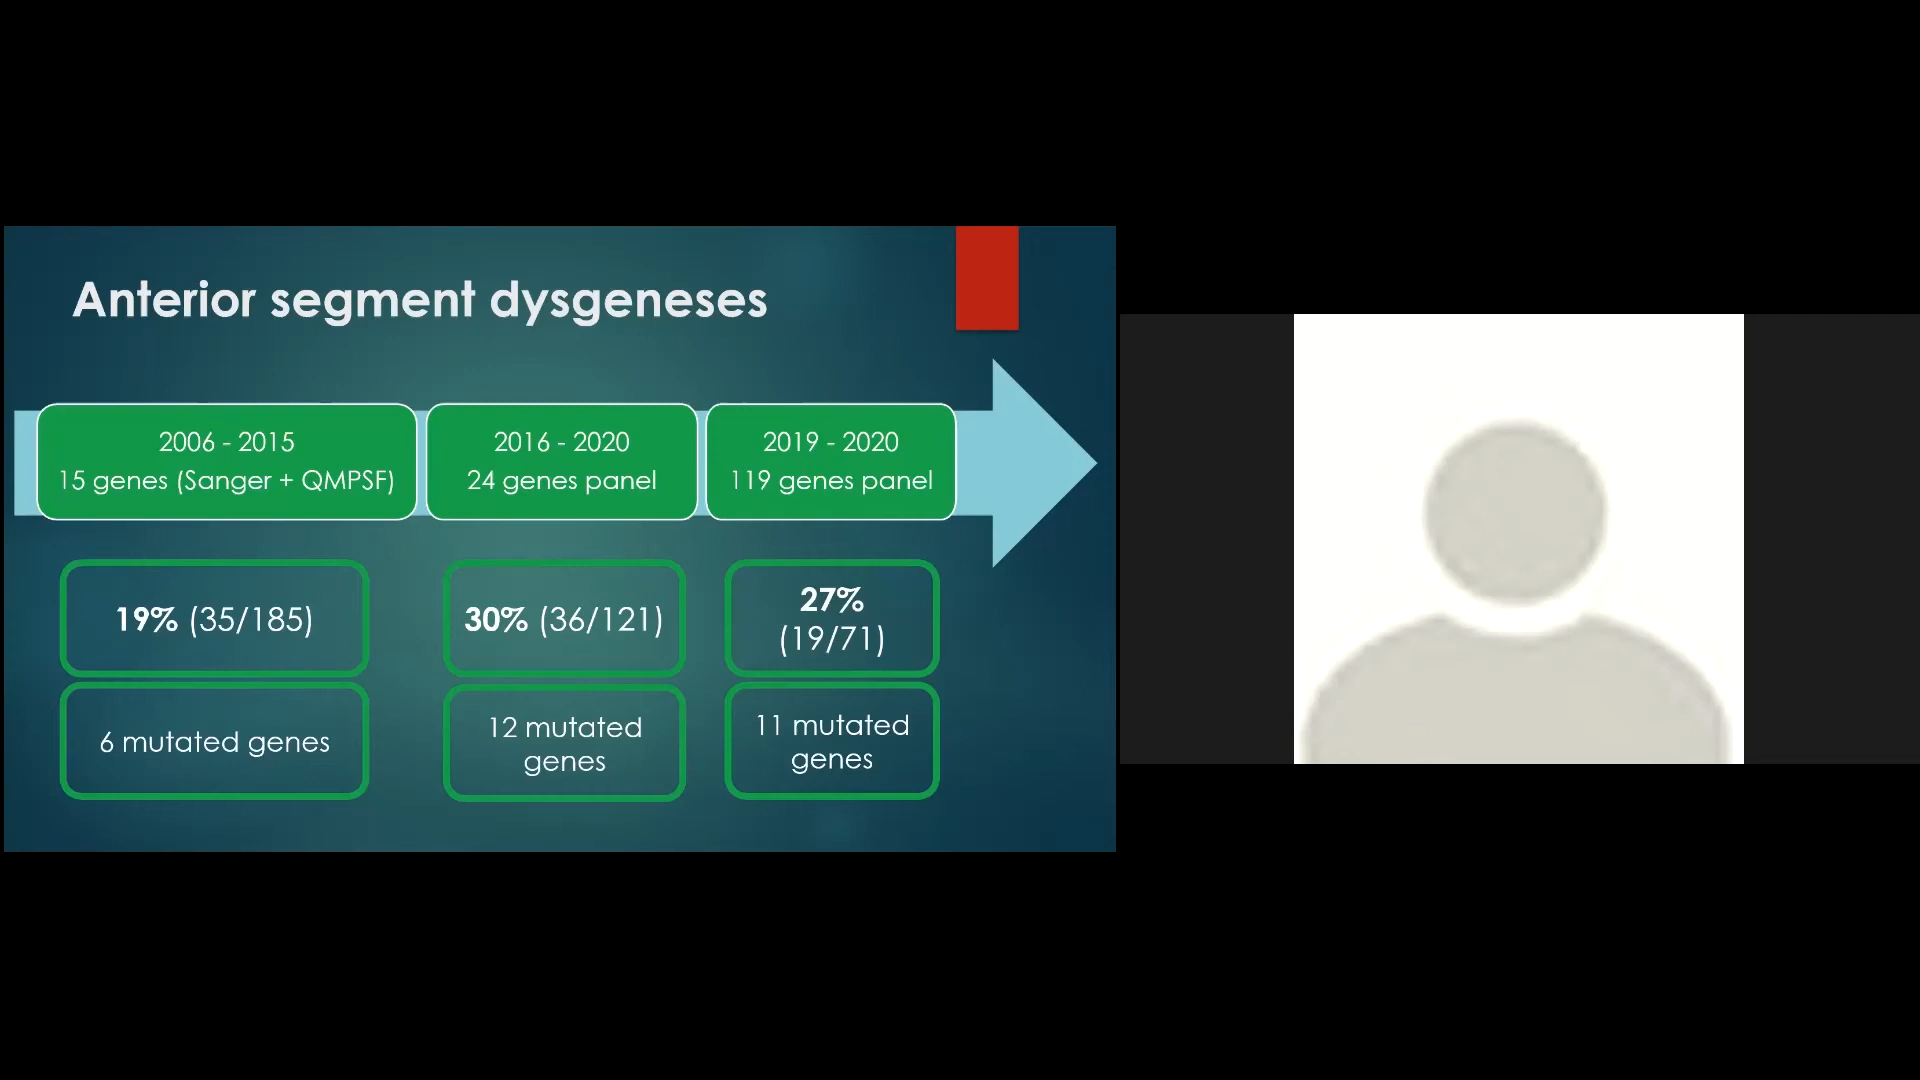 Anterior segment dysgeneses
2006 - 2015
15 genes (Sanger + QMPSF)
2016 - 2020
24 genes panel
2019 - 2020
119 genes panel
19% (35/185)
30% (36/121)
27%
(19/71)
6 mutated genes
12 mutated
genes
11 mutated
genes